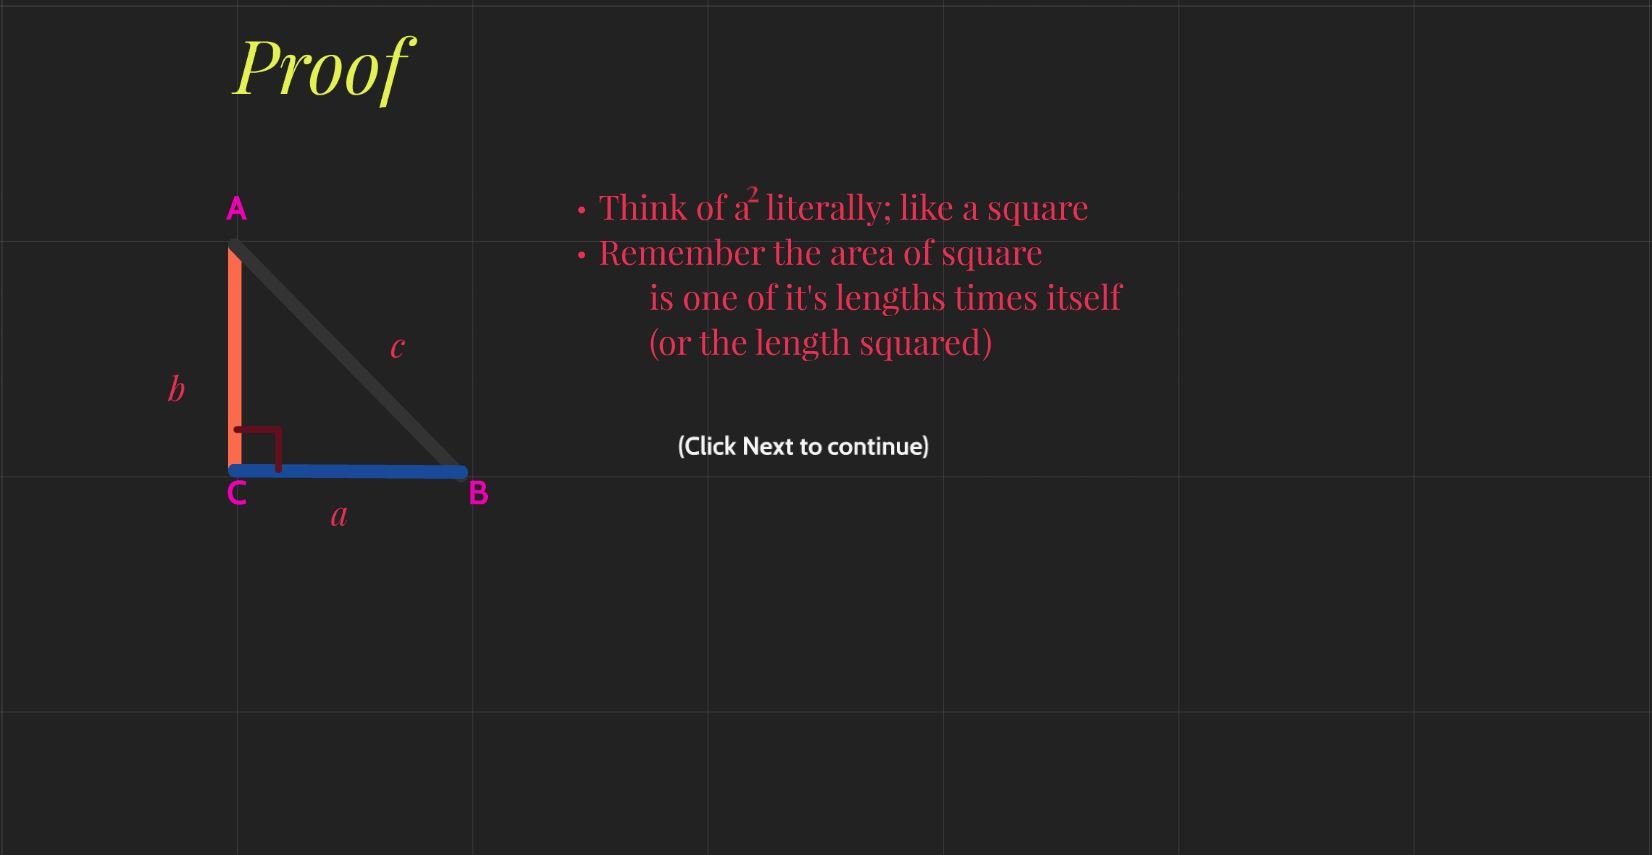 Proof
A
• Think of a² literally; like a square
• Remember the area of square
is one of it's lengths times itself
(or the length squared)
c
b
(Click Next to continue)
C
B
a